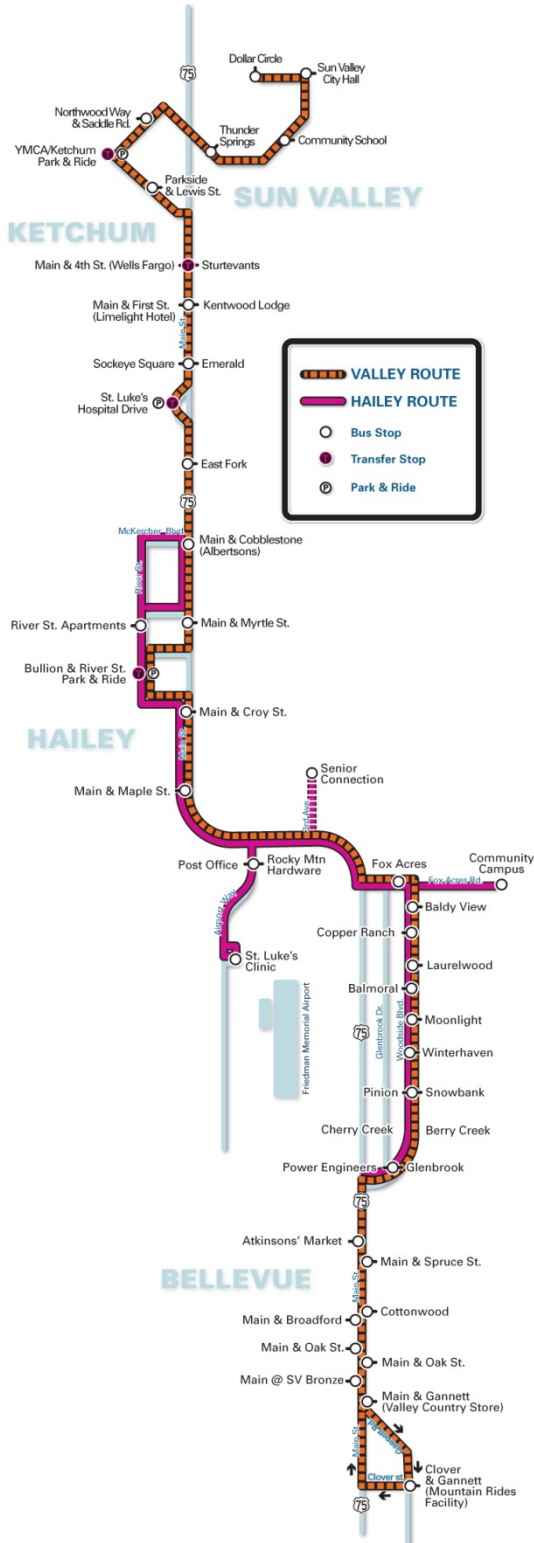 75
Dollar Circle
Sun Valley
City Hall
Northwood Way
& Saddle Rd.
Thunder
Springs
Community School
YMCA/Ketchum
Park & Ride
T
P
Parkside
& Lewis St.
SUN VALLEY
KETCHUM
Main & 4th St. (Wells Fargo)
T
Sturtevants
Main & First St.
(Limelight Hotel)
Kentwood Lodge
Main St.
Sockeye Square
Emerald
St. Luke's
Hospital Drive
P
T
VALLEY ROUTE
HAILEY ROUTE
Bus Stop
T
Transfer Stop
P
Park & Ride
East Fork
75
McKercher Blvd
Main & Cobblestone
(Albertsons)
River St.
River St. Apartments
Main & Myrtle St.
Bullion & River St.
Park & Ride
T
P
HAILEY
Main & Croy St.
Main St.
Main & Maple St.
Senior
Connection
3rd Ave.
Post Office
Rocky Mtn
Hardware
Fox Acres
Community
Campus
Fox Acres Rd.
Airport Way
St. Luke's
Clinic
Baldy View
Copper Ranch
Laurelwood
Balmoral
Friedman Memorial Airport
75
Glenbrook Dr.
Woodside Blvd.
Moonlight
Winterhaven
Pinion
Snowbank
Cherry Creek
Berry Creek
Power Engineers
Glenbrook
75
Atkinsons' Market
Main & Spruce St.
BELLEVUE
Main St.
Cottonwood
Main & Broadford
Main & Oak St.
Main & Oak St.
Main @ SV Bronze
Main & Gannett
(Valley Country Store)
Gannett Rd.
Main St.
Clover st.
Clover
& Gannett
(Mountain Rides
Facility)
75